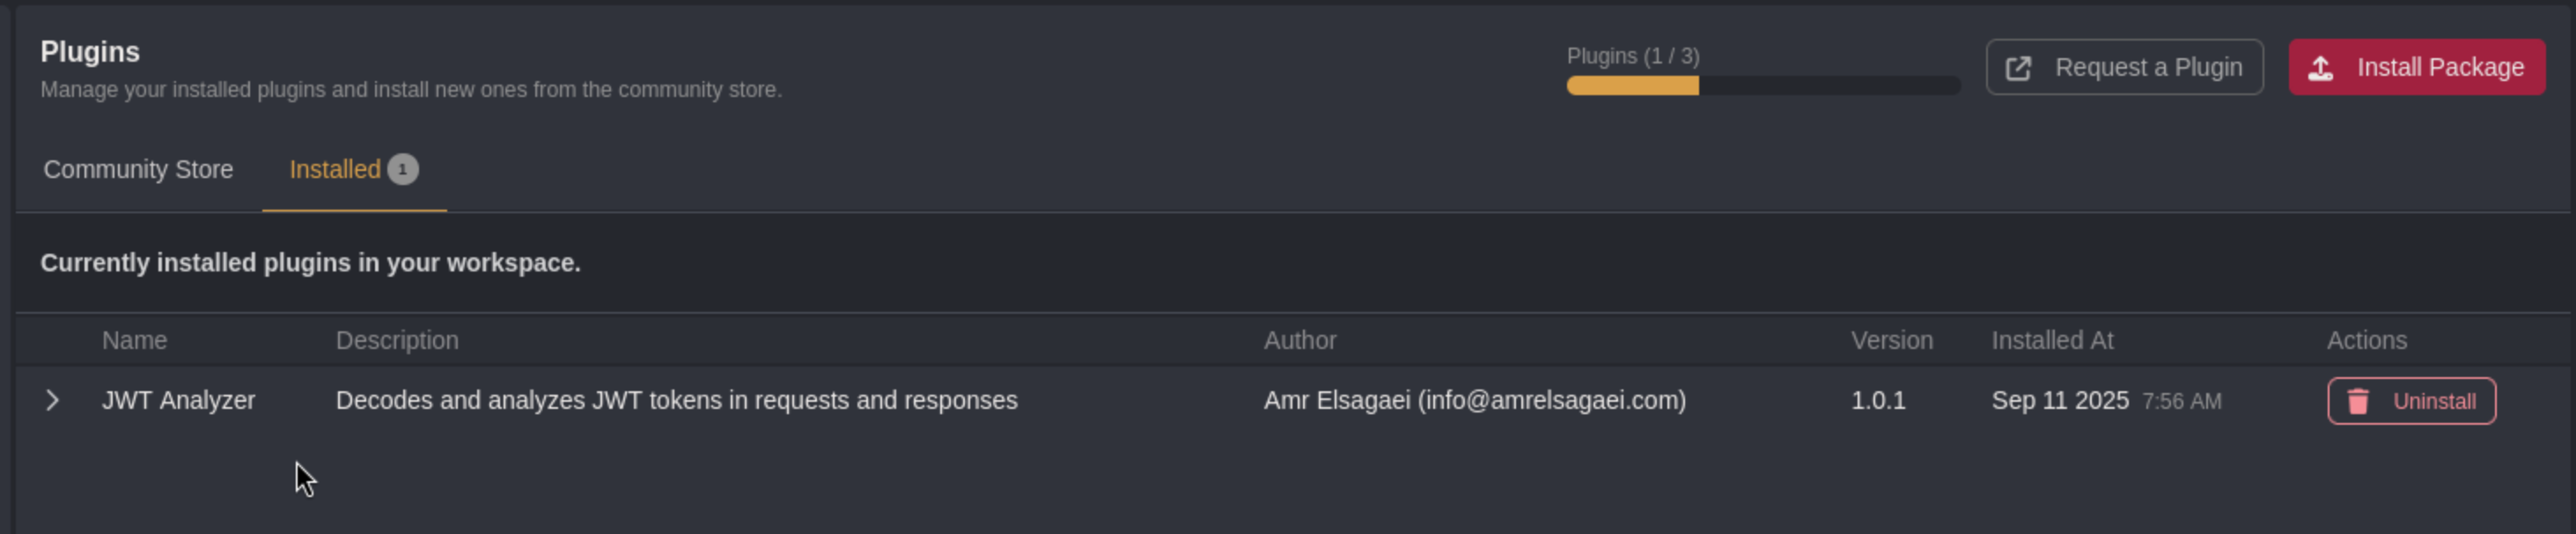 Plugins
Manage your installed plugins and install new ones from the community store.
Plugins (1 / 3)
Request a Plugin
Install Package
Community Store
Installed 1
Currently installed plugins in your workspace.
Name Description Author Version Installed At Actions
JWT Analyzer Decodes and analyzes JWT tokens in requests and responses Amr Elsagaei (info@amrelsagaei.com) 1.0.1 Sep 11 2025 7:56 AM Uninstall